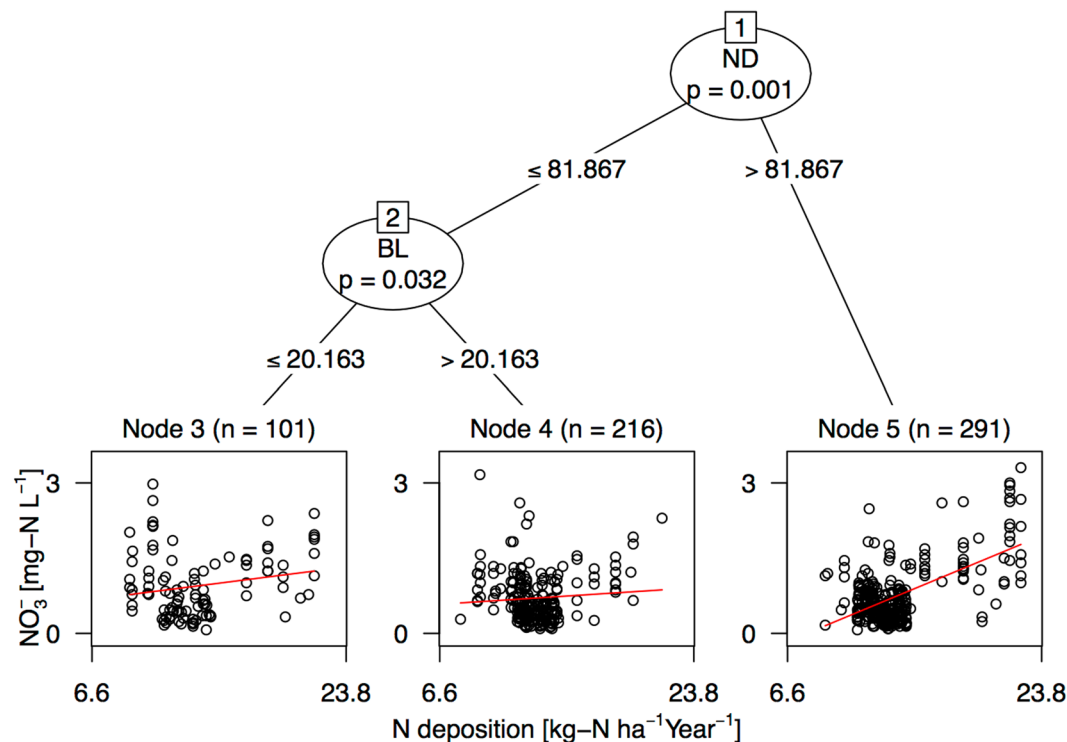 1
ND
p = 0.001
≤ 81.867
> 81.867
2
BL
p = 0.032
≤ 20.163
> 20.163
Node 3 (n = 101)
Node 4 (n = 216)
Node 5 (n = 291)
NO₃⁻ [mg−N L⁻¹]
3
0
3
0
3
0
6.6
23.8
6.6
23.8
6.6
23.8
N deposition [kg−N ha⁻¹Year⁻¹]